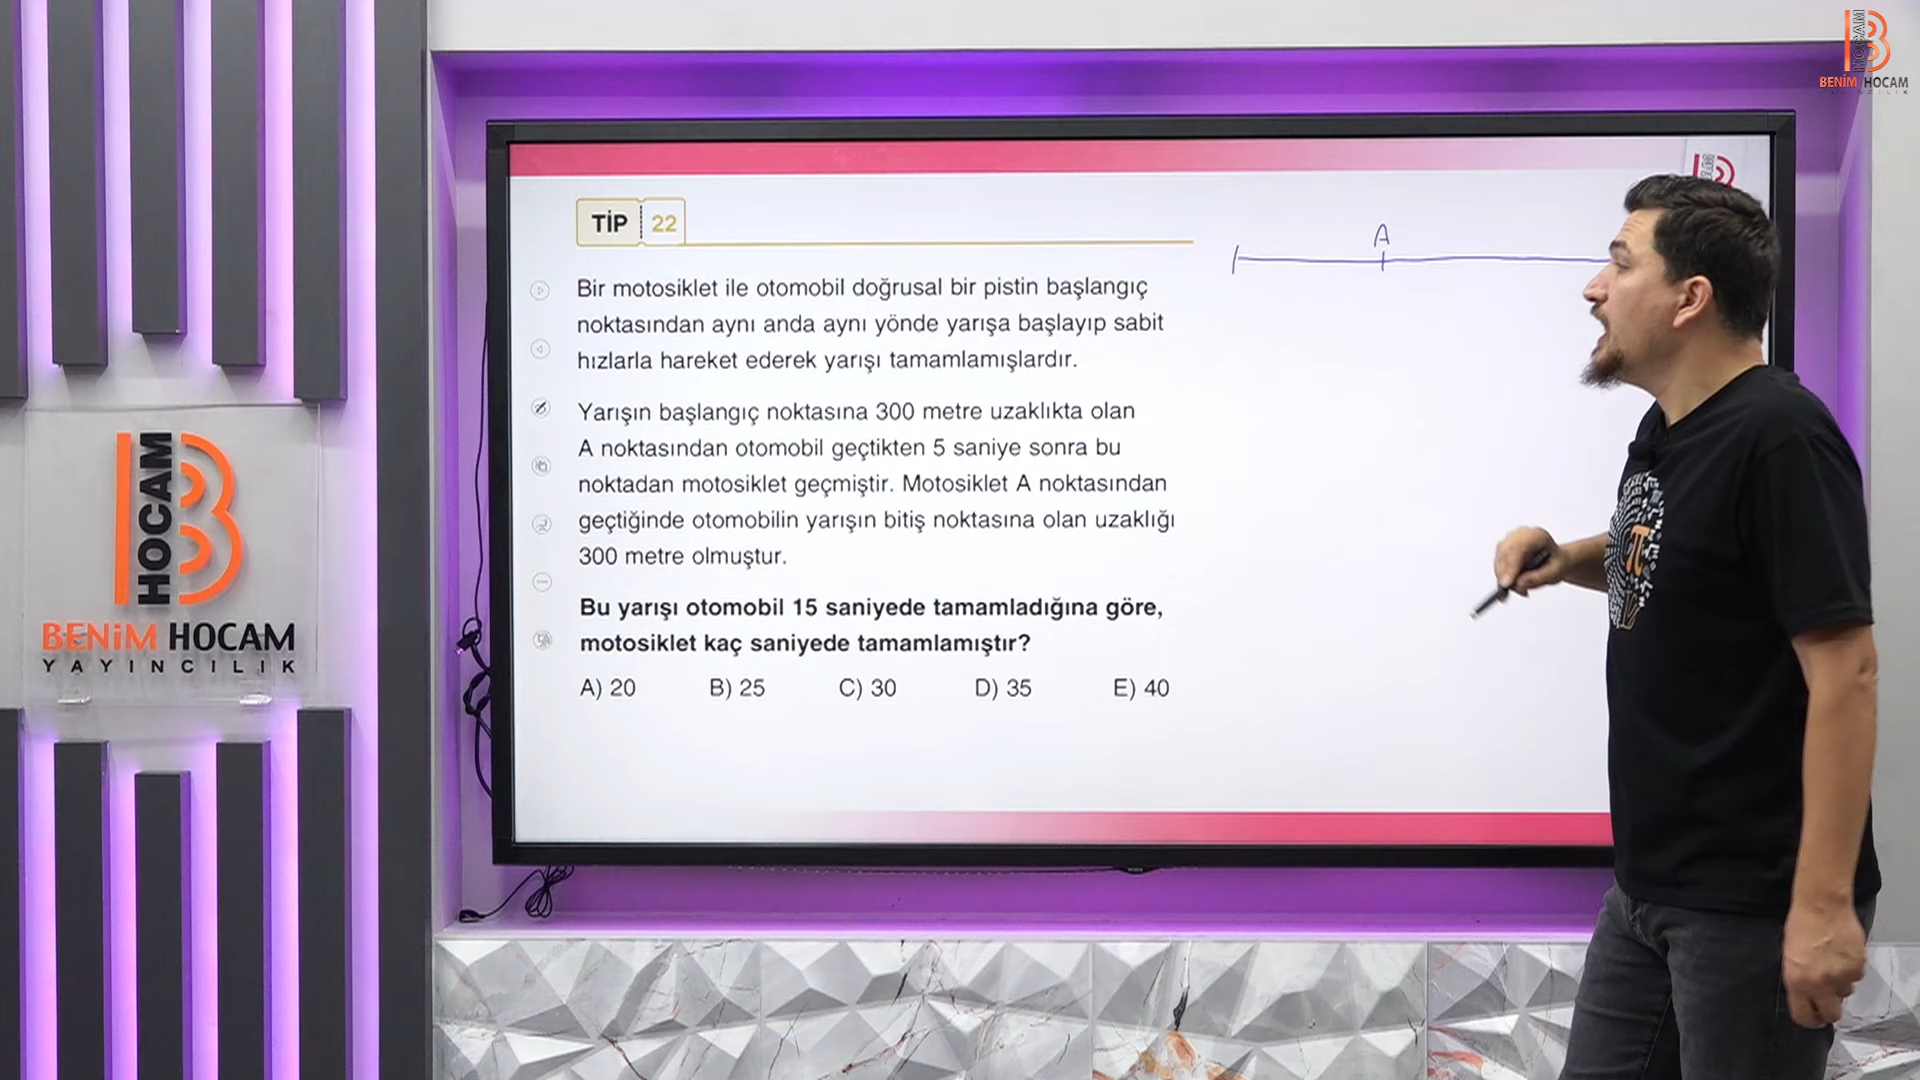 HOCAM
BENİM HOCAM
YAYINCILIK
TİP 22
A
Bir motosiklet ile otomobil doğrusal bir pistin başlangıç
noktasından aynı anda aynı yönde yarışa başlayıp sabit
hızlarla hareket ederek yarışı tamamlamışlardır.
Yarışın başlangıç noktasına 300 metre uzaklıkta olan
A noktasından otomobil geçtikten 5 saniye sonra bu
noktadan motosiklet geçmiştir. Motosiklet A noktasından
geçtiğinde otomobilin yarışın bitiş noktasına olan uzaklığı
300 metre olmuştur.
Bu yarışı otomobil 15 saniyede tamamladığına göre,
motosiklet kaç saniyede tamamlamıştır?
A) 20 B) 25 C) 30 D) 35 E) 40
HOCAM
BENİM HOCAM
YAYINCILIK
π